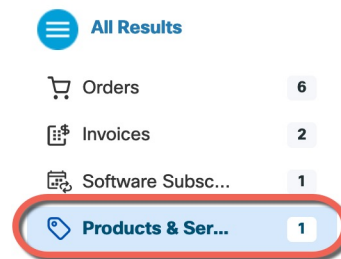 All Results
Orders 6
Invoices 2
Software Subsc... 1
Products & Ser... 1